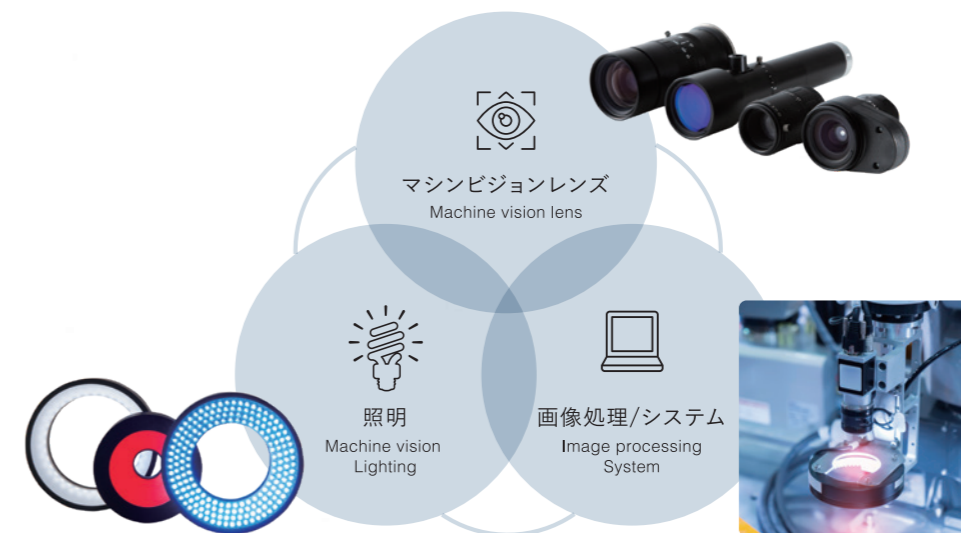 マシンビジョンレンズ
Machine vision lens
照明
Machine vision
Lighting
画像処理/システム
Image processing
System